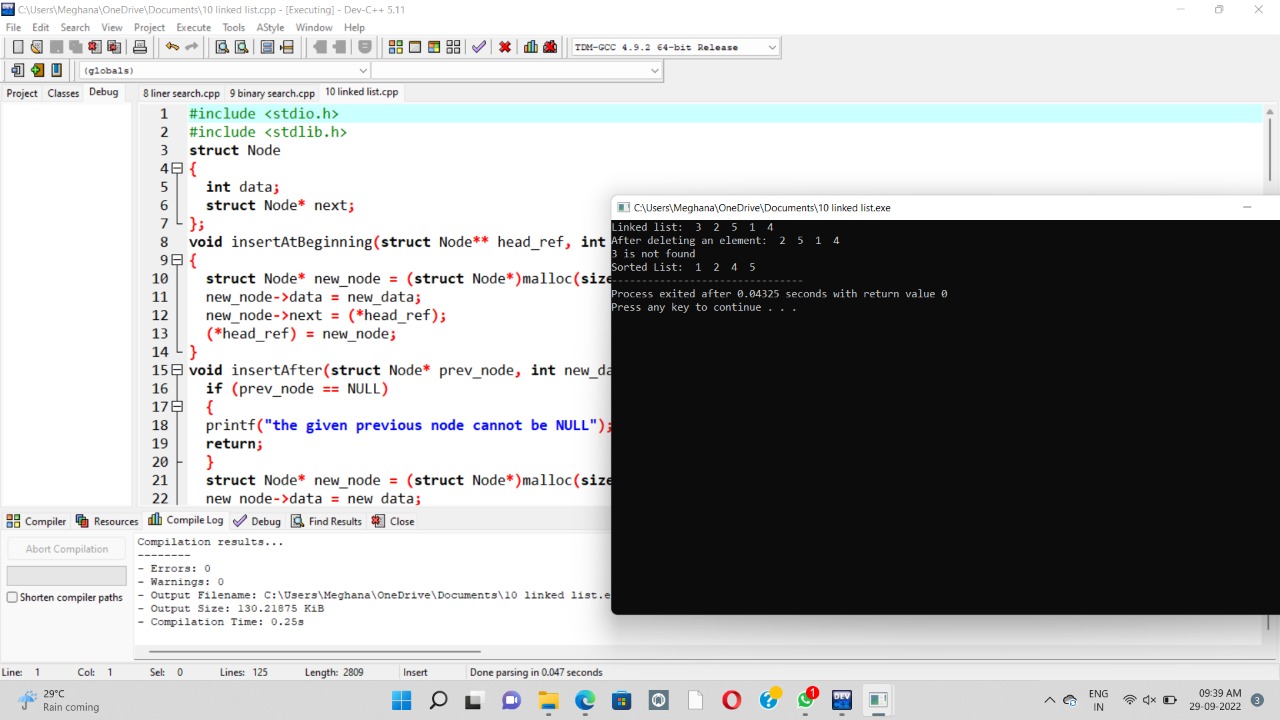 C:\Users\Meghana\OneDrive\Documents\10 linked list.cpp - [Executing] - Dev-C++ 5.11
File Edit Search View Project Execute Tools AStyle Window Help
TDM-GCC 4.9.2 64-bit Release
(globals)
Project Classes Debug
8 liner search.cpp 9 binary search.cpp 10 linked list.cpp
1 #include <stdio.h>
2 #include <stdlib.h>
3 struct Node
4 {
5 int data;
6 struct Node* next;
7 };
8 void insertAtBeginning(struct Node** head_ref, int
9 {
10 struct Node* new_node = (struct Node*)malloc(size
11 new_node->data = new_data;
12 new_node->next = (*head_ref);
13 (*head_ref) = new_node;
14 }
15 void insertAfter(struct Node* prev_node, int new_da
16 if (prev_node == NULL)
17 {
18 printf("the given previous node cannot be NULL");
19 return;
20 }
21 struct Node* new_node = (struct Node*)malloc(size
22 new_node->data = new_data;
C:\Users\Meghana\OneDrive\Documents\10 linked list.exe
Linked list: 3 2 5 1 4
After deleting an element: 2 5 1 4
3 is not found
Sorted List: 1 2 4 5
--------------------------------
Process exited after 0.04325 seconds with return value 0
Press any key to continue . . .
Compiler Resources Compile Log Debug Find Results Close
Abort Compilation
Shorten compiler paths
Compilation results...
--------
- Errors: 0
- Warnings: 0
- Output Filename: C:\Users\Meghana\OneDrive\Documents\10 linked list.e
- Output Size: 130.21875 KiB
- Compilation Time: 0.25s
Line: 1 Col: 1 Sel: 0 Lines: 125 Length: 2809 Insert Done parsing in 0.047 seconds
29°C
Rain coming
DEV
1
ENG
IN
09:39 AM
29-09-2022
3